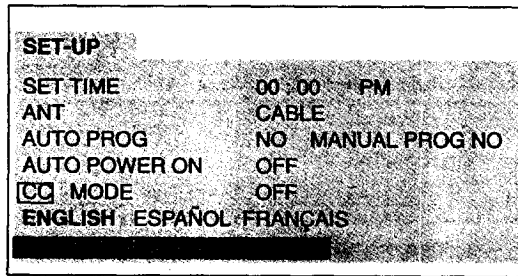 SET-UP
SET TIME 00:00 PM
ANT CABLE
AUTO PROG NO MANUAL PROG NO
AUTO POWER ON OFF
CC MODE OFF
ENGLISH ESPAÑOL FRANÇAIS